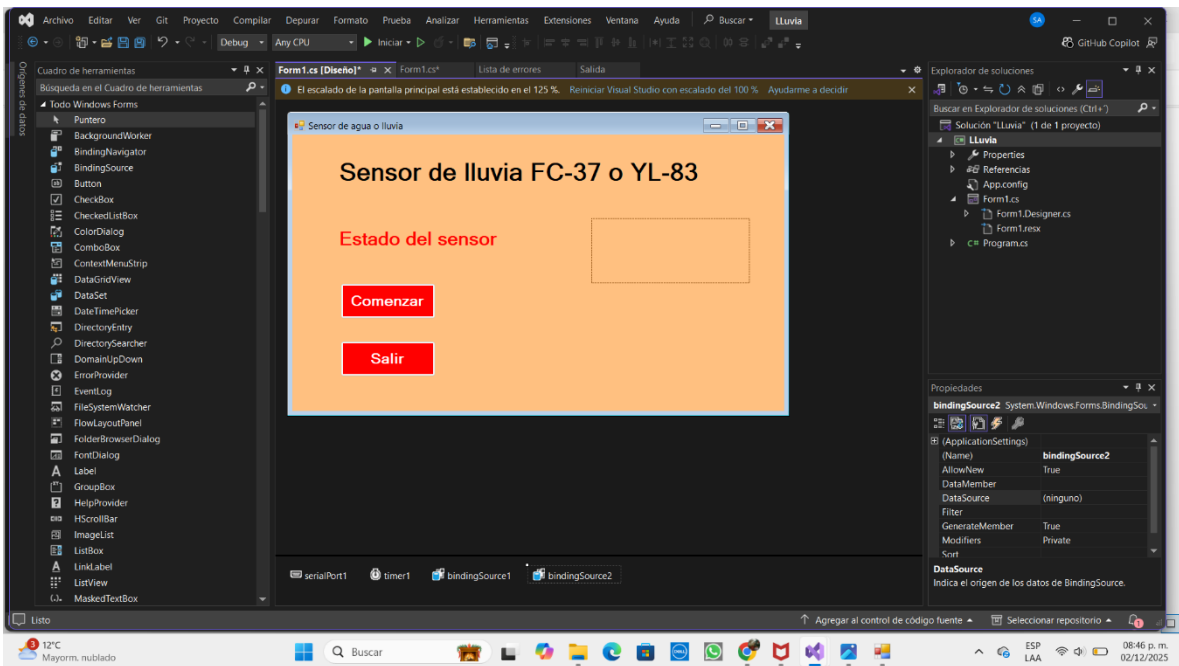 Archivo Editar Ver Git Proyecto Compilar Depurar Formato Prueba Analizar Herramientas Extensiones Ventana Ayuda Buscar LLuvia SA
Debug Any CPU Iniciar GitHub Copilot
Orígenes de datos
Cuadro de herramientas
Búsqueda en el Cuadro de herramientas
Todo Windows Forms
Puntero
BackgroundWorker
BindingNavigator
BindingSource
Button
CheckBox
CheckedListBox
ColorDialog
ComboBox
ContextMenuStrip
DataGridView
DataSet
DateTimePicker
DirectoryEntry
DirectorySearcher
DomainUpDown
ErrorProvider
EventLog
FileSystemWatcher
FlowLayoutPanel
FolderBrowserDialog
FontDialog
Label
GroupBox
HelpProvider
HScrollBar
ImageList
ListBox
LinkLabel
ListView
MaskedTextBox
Form1.cs [Diseño]* Form1.cs* Lista de errores Salida
El escalado de la pantalla principal está establecido en el 125 %. Reiniciar Visual Studio con escalado del 100 % Ayudarme a decidir
Sensor de agua o lluvia
Sensor de lluvia FC-37 o YL-83
Estado del sensor
Comenzar
Salir
serialPort1 timer1 bindingSource1 bindingSource2
Explorador de soluciones
Buscar en Explorador de soluciones (Ctrl+¨)
Solución "LLuvia" (1 de 1 proyecto)
LLuvia
Properties
Referencias
App.config
Form1.cs
Form1.Designer.cs
Form1.resx
C# Program.cs
Propiedades
bindingSource2 System.Windows.Forms.BindingSou
(ApplicationSettings)
(Name) bindingSource2
AllowNew True
DataMember
DataSource (ninguno)
Filter
GenerateMember True
Modifiers Private
Sort
DataSource
Indica el origen de los datos de BindingSource.
Listo Agregar al control de código fuente Seleccionar repositorio 1
3 12°C
Mayorm. nublado
Buscar
ESP
LAA
08:46 p. m.
02/12/2025